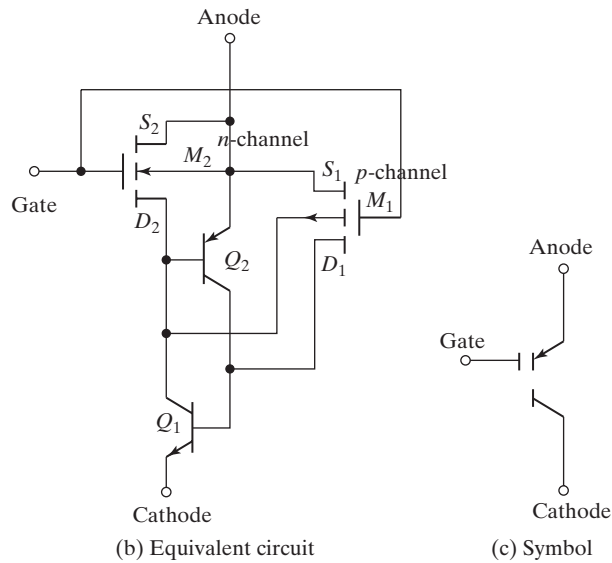 Anode
S2
n-channel
M2
S1
p-channel
M1
Gate
D2
D1
Q2
Anode
Gate
Q1
Cathode
Cathode
(b) Equivalent circuit
(c) Symbol